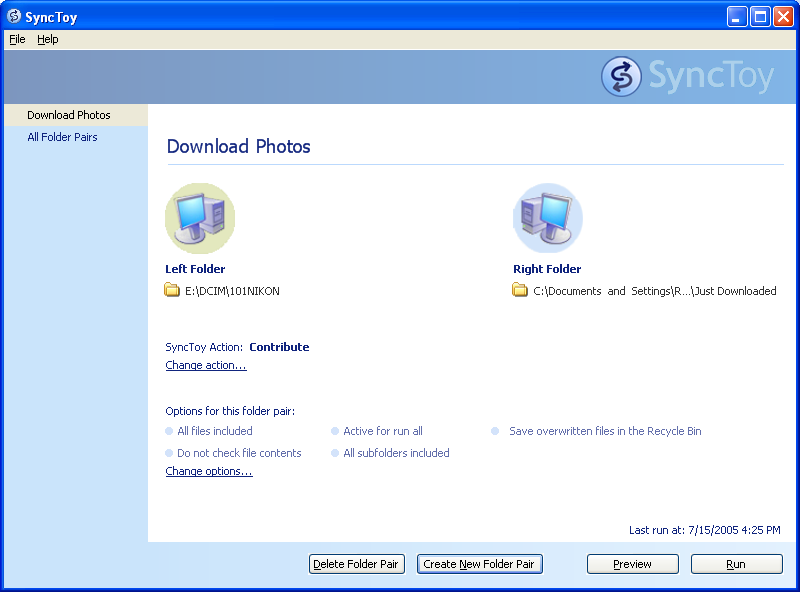 SyncToy
File Help
SyncToy
Download Photos
All Folder Pairs
Download Photos
Left Folder
E:\DCIM\101NIKON
Right Folder
C:\Documents and Settings\R...\Just Downloaded
SyncToy Action: Contribute
Change action...
Options for this folder pair:
All files included Active for run all Save overwritten files in the Recycle Bin
Do not check file contents All subfolders included
Change options...
Last run at: 7/15/2005 4:25 PM
Delete Folder Pair Create New Folder Pair Preview Run